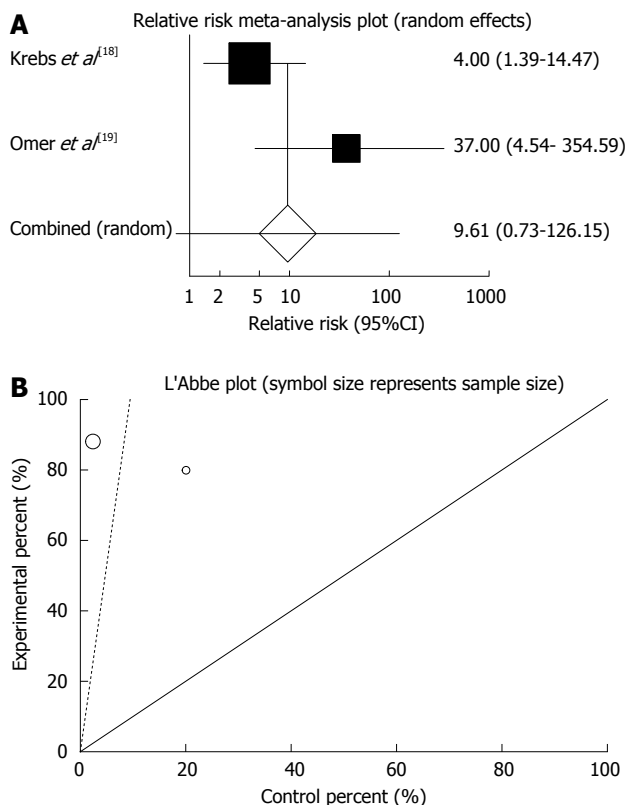 A
Relative risk meta-analysis plot (random effects)
Krebs et al[18]
4.00 (1.39-14.47)
Omer et al[19]
37.00 (4.54- 354.59)
Combined (random)
9.61 (0.73-126.15)
1 2 5 10 100 1000
Relative risk (95%CI)
B
L'Abbe plot (symbol size represents sample size)
Experimental percent (%)
100
80
60
40
20
0
0 20 40 60 80 100
Control percent (%)